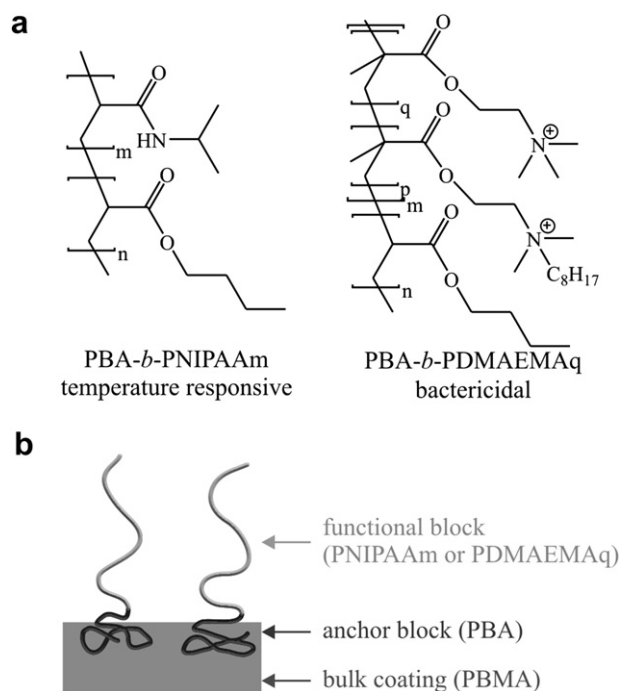 a
O
HN
m
O
O
n
PBA-b-PNIPAAm
temperature responsive
O
O
q
N⊕
O
O
p
m
N⊕
C8H17
O
O
n
PBA-b-PDMAEMAq
bactericidal
b
functional block
(PNIPAAm or PDMAEMAq)
anchor block (PBA)
bulk coating (PBMA)